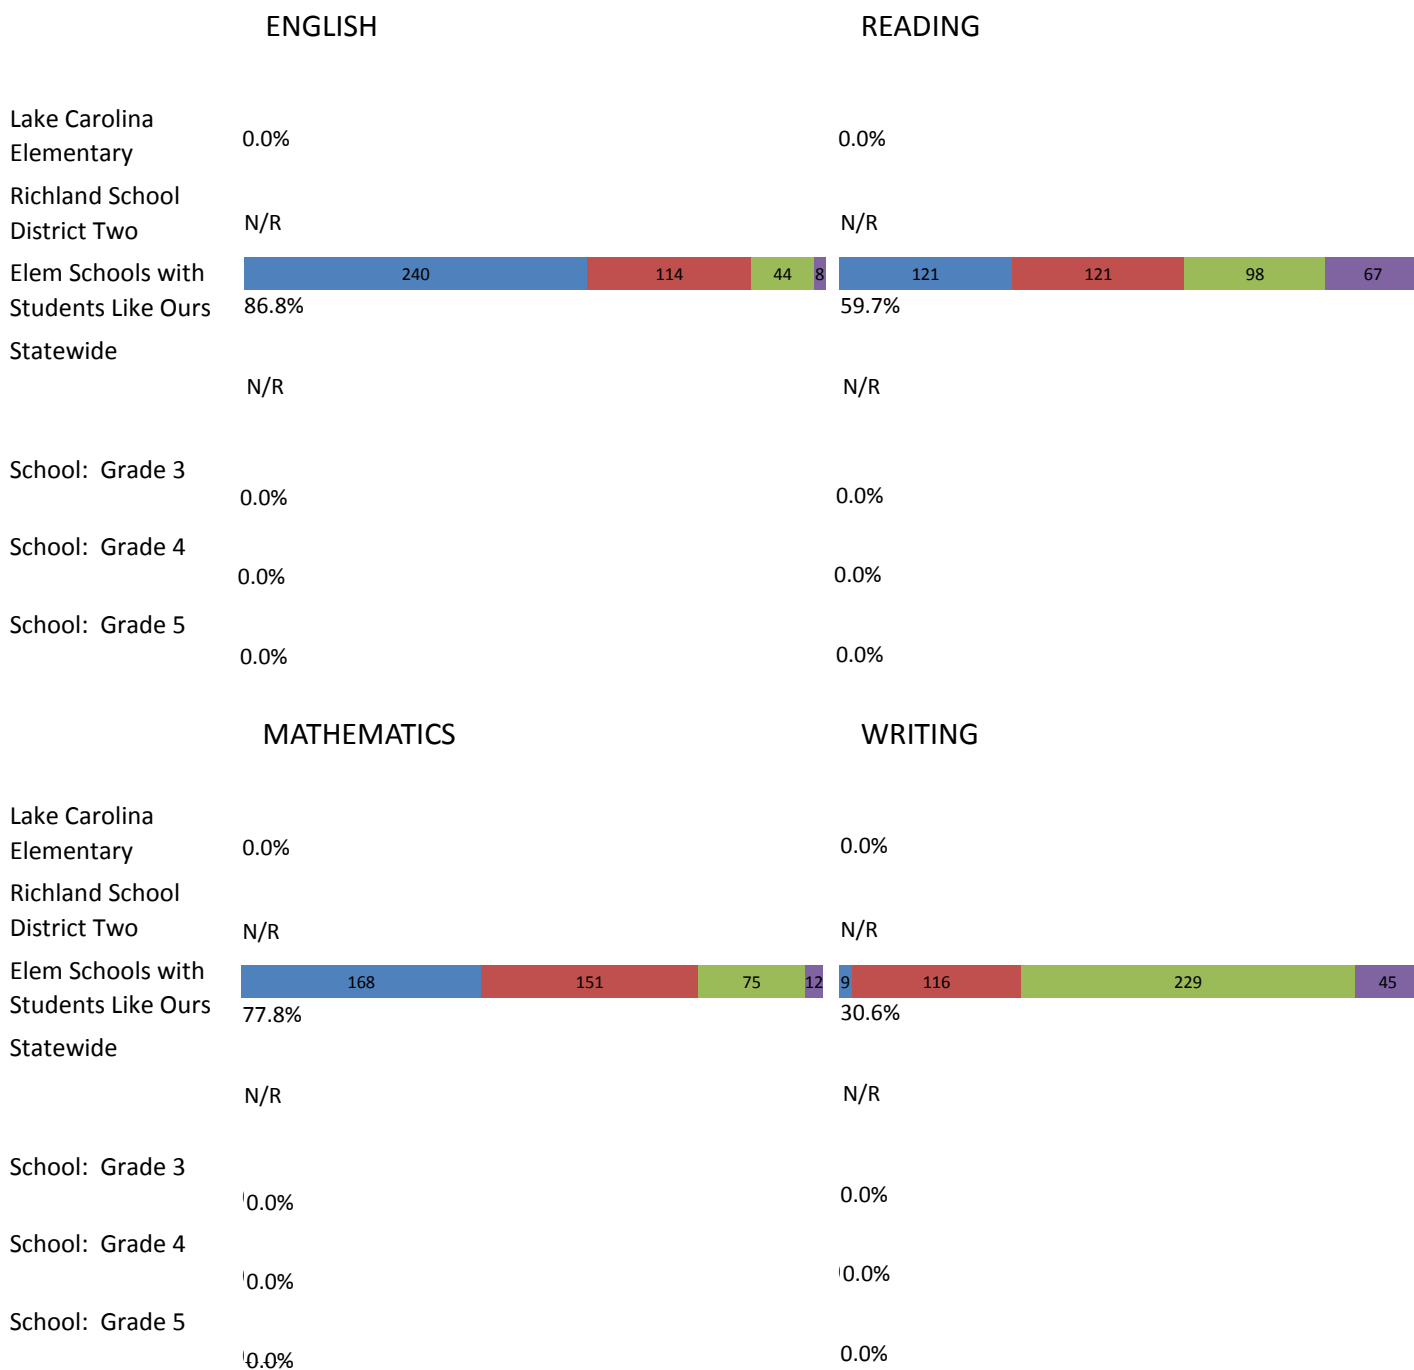 ENGLISH
READING
Lake Carolina
Elementary
0.0%
0.0%
Richland School
District Two
N/R
N/R
Elem Schools with
Students Like Ours
240 114 44 8
121 121 98 67
86.8%
59.7%
Statewide
N/R
N/R
School: Grade 3
0.0%
0.0%
School: Grade 4
0.0%
0.0%
School: Grade 5
0.0%
0.0%
MATHEMATICS
WRITING
Lake Carolina
Elementary
0.0%
0.0%
Richland School
District Two
N/R
N/R
Elem Schools with
Students Like Ours
168 151 75 12
9 116 229 45
77.8%
30.6%
Statewide
N/R
N/R
School: Grade 3
0.0%
0.0%
School: Grade 4
0.0%
0.0%
School: Grade 5
0.0%
0.0%